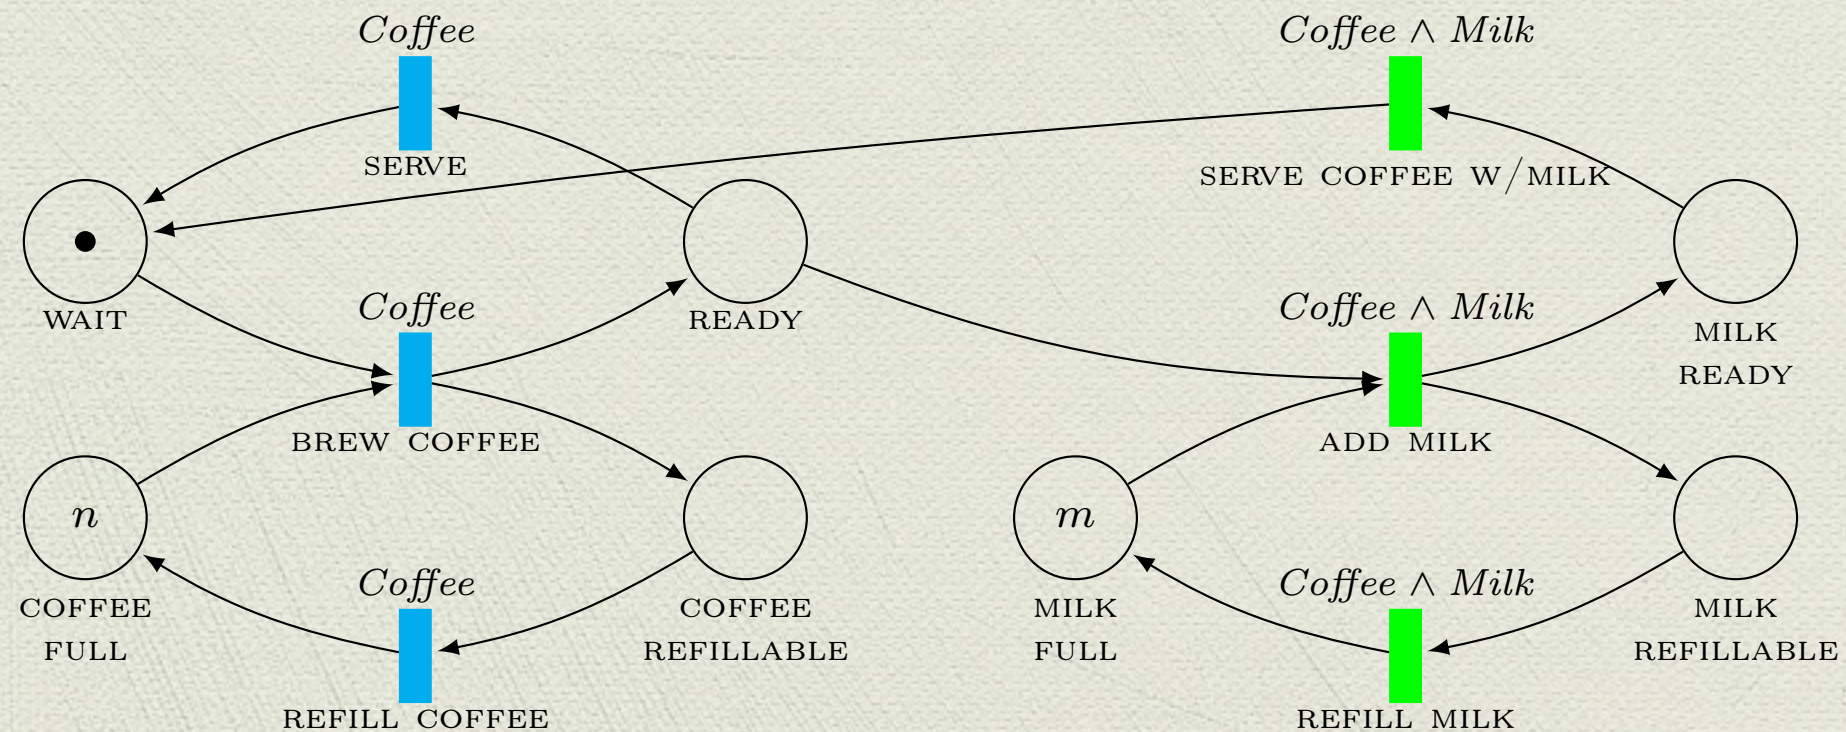 Coffee
Coffee ∧ Milk
SERVE
SERVE COFFEE W/MILK
WAIT
Coffee
READY
Coffee ∧ Milk
MILK
READY
BREW COFFEE
ADD MILK
n
m
COFFEE
FULL
Coffee
COFFEE
REFILLABLE
MILK
FULL
Coffee ∧ Milk
MILK
REFILLABLE
REFILL COFFEE
REFILL MILK